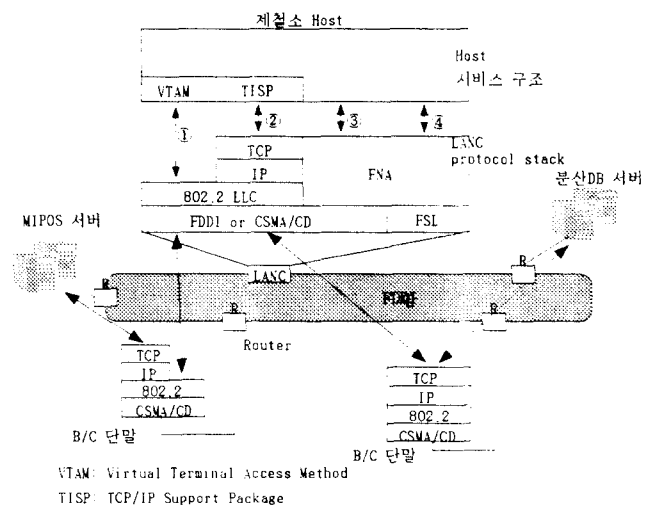 제철소 Host
Host
서비스 구조
VTAM TISP
① ② ③ ④
LANC
protocol stack
TCP
IP
FNA
802.2 LLC
FDDI or CSMA/CD FSL
분산DB 서버
MIPOS 서버
LANC
R
R
R
R
Router
TCP
IP
802.2
CSMA/CD
B/C 단말
TCP
IP
802.2
CSMA/CD
B/C 단말
VTAM: Virtual Terminal Access Method
TISP: TCP/IP Support Package